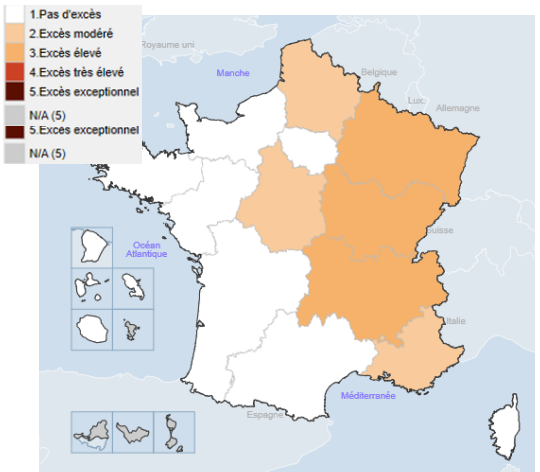 1.Pas d'excès
2.Excès modéré
3.Excès élevé
4.Excès très élevé
5.Excès exceptionnel
N/A (5)
5.Excès exceptionnel
N/A (5)
Royaume uni
Manche
Belgique
Lux.
Allemagne
Océan
Atlantique
Suisse
Italie
Méditerranée
Espagne